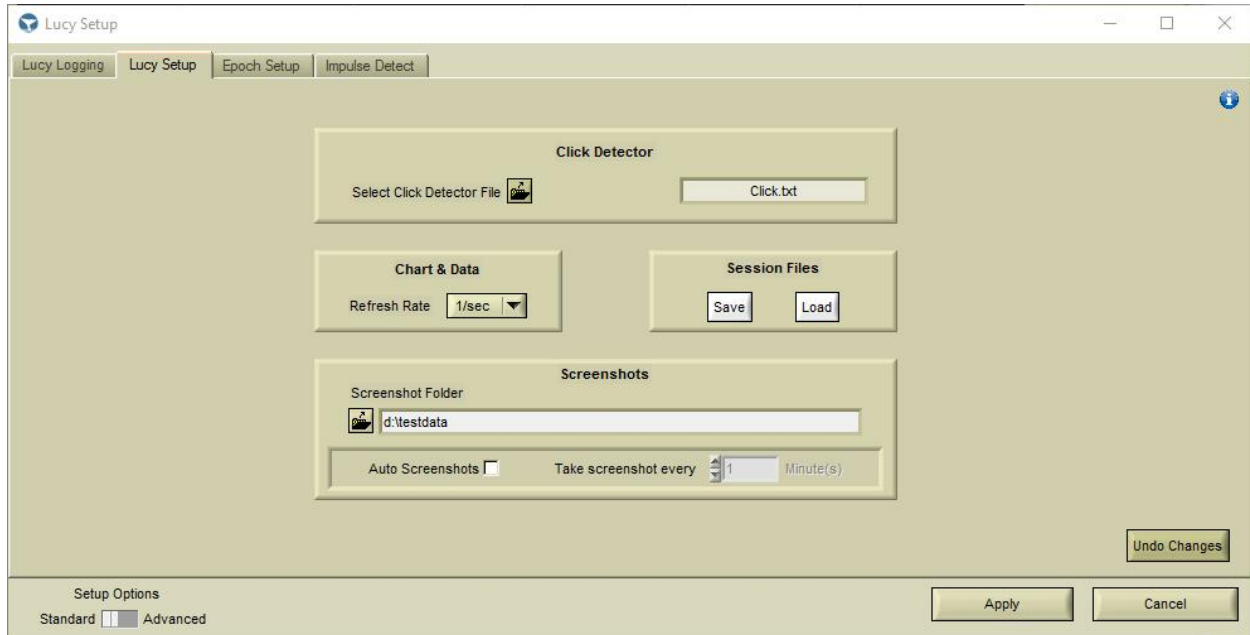 Lucy Setup
Lucy Logging Lucy Setup Epoch Setup Impulse Detect
Click Detector
Select Click Detector File Click.txt
Chart & Data
Refresh Rate 1/sec
Session Files
Save Load
Screenshots
Screenshot Folder
d:\testdata
Auto Screenshots Take screenshot every 1 Minute(s)
Undo Changes
Setup Options
Standard Advanced
Apply Cancel